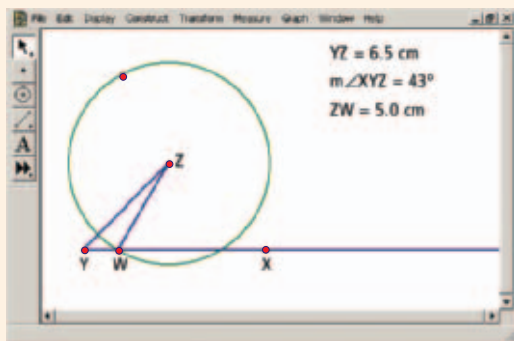 File Edit Display Construct Transform Measure Graph Window Help
YZ = 6.5 cm
m∠XYZ = 43°
ZW = 5.0 cm
A
Z
Y W X